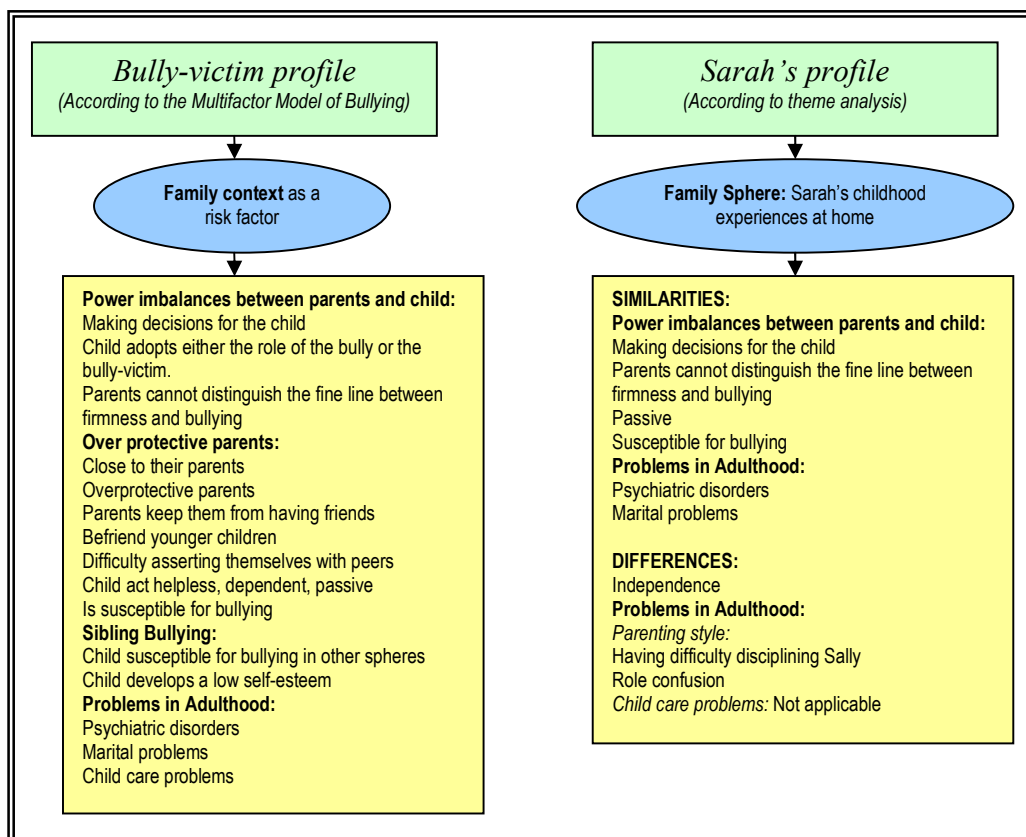 Bully-victim profile
(According to the Multifactor Model of Bullying)
Family context as a
risk factor
Power imbalances between parents and child:
Making decisions for the child
Child adopts either the role of the bully or the
bully-victim.
Parents cannot distinguish the fine line between
firmness and bullying
Over protective parents:
Close to their parents
Overprotective parents
Parents keep them from having friends
Befriend younger children
Difficulty asserting themselves with peers
Child act helpless, dependent, passive
Is susceptible for bullying
Sibling Bullying:
Child susceptible for bullying in other spheres
Child develops a low self-esteem
Problems in Adulthood:
Psychiatric disorders
Marital problems
Child care problems
Sarah's profile
(According to theme analysis)
Family Sphere: Sarah's childhood
experiences at home
SIMILARITIES:
Power imbalances between parents and child:
Making decisions for the child
Parents cannot distinguish the fine line between
firmness and bullying
Passive
Susceptible for bullying
Problems in Adulthood:
Psychiatric disorders
Marital problems
DIFFERENCES:
Independence
Problems in Adulthood:
Parenting style:
Having difficulty disciplining Sally
Role confusion
Child care problems: Not applicable